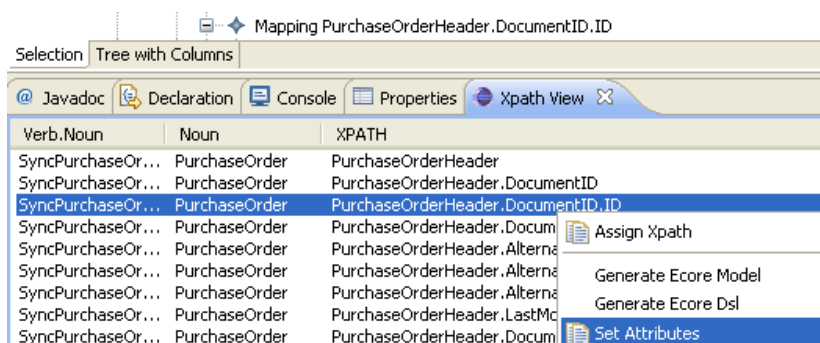 Mapping PurchaseOrderHeader.DocumentID.ID
Selection Tree with Columns
@ Javadoc Declaration Console Properties Xpath View
Verb.Noun Noun XPATH
SyncPurchaseOr... PurchaseOrder PurchaseOrderHeader
SyncPurchaseOr... PurchaseOrder PurchaseOrderHeader.DocumentID
SyncPurchaseOr... PurchaseOrder PurchaseOrderHeader.DocumentID.ID
SyncPurchaseOr... PurchaseOrder PurchaseOrderHeader.Docum
Assign Xpath
SyncPurchaseOr... PurchaseOrder PurchaseOrderHeader.Alterna
SyncPurchaseOr... PurchaseOrder PurchaseOrderHeader.Alterna
Generate Ecore Model
SyncPurchaseOr... PurchaseOrder PurchaseOrderHeader.Alterna
Generate Ecore Dsl
SyncPurchaseOr... PurchaseOrder PurchaseOrderHeader.LastMo
SyncPurchaseOr... PurchaseOrder PurchaseOrderHeader.Docum
Set Attributes